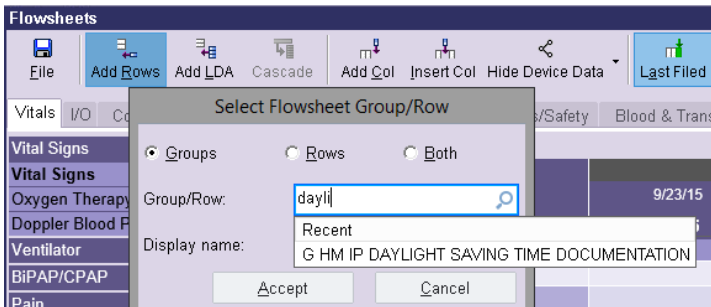 Flowsheets
File Add Rows Add LDA Cascade Add Col Insert Col Hide Device Data Last Filed
Vitals I/O Select Flowsheet Group/Row s/Safety Blood & Trans
Vital Signs
Groups Rows Both
Vital Signs
Oxygen Therapy Group/Row: dayli 9/23/15
Doppler Blood P Recent
Ventilator Display name: G HM IP DAYLIGHT SAVING TIME DOCUMENTATION
BiPAP/CPAP Accept Cancel
Pain